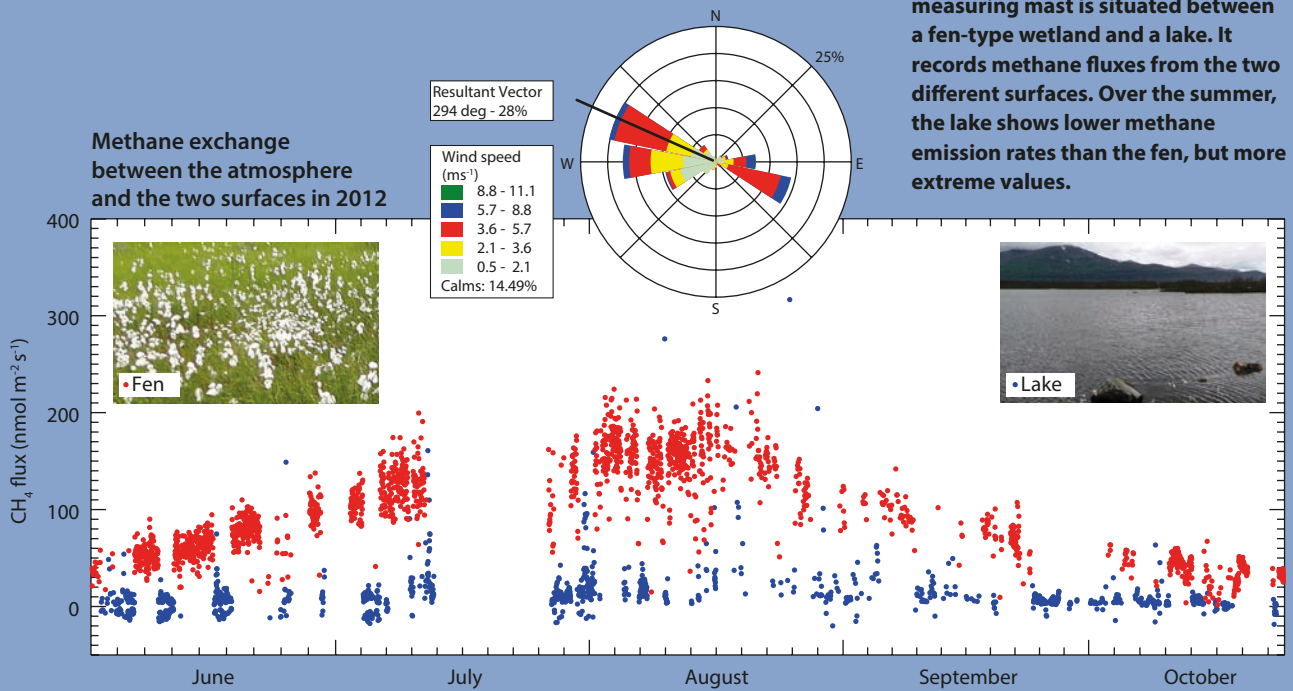 measuring mast is situated between
a fen-type wetland and a lake. It
records methane fluxes from the two
different surfaces. Over the summer,
the lake shows lower methane
emission rates than the fen, but more
extreme values.
Methane exchange
between the atmosphere
and the two surfaces in 2012
Resultant Vector
294 deg - 28%
Wind speed
(ms⁻¹)
8.8 - 11.1
5.7 - 8.8
3.6 - 5.7
2.1 - 3.6
0.5 - 2.1
Calms: 14.49%
N
25%
W
E
S
400
300
200
100
0
CH₄ flux (nmol m⁻² s⁻¹)
Fen
Lake
June
July
August
September
October